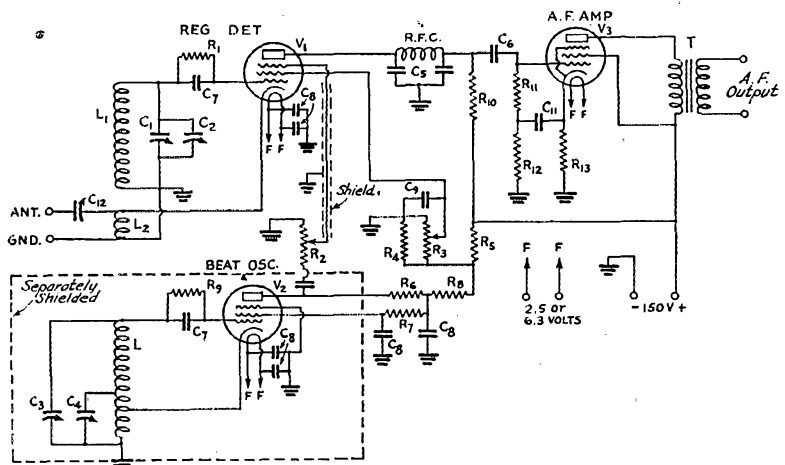 REG DET
V₁
R₁
C₇
L₁
C₁
C₂
C₈
F F
R.F.C.
C₅
C₆
A.F. AMP
V₃
T
A.F.
Output
R₁₀
R₁₁
C₁₁
F F
R₁₂
R₁₃
ANT.
C₁₂
GND.
L₂
Shield.
C₉
R₂
R₄
R₃
R₅
F F
2.5 or
6.3 VOLTS
-150V+
BEAT OSC.
Separately
Shielded
V₂
R₉
C₇
L
C₃
C₄
C₈
F F
R₆
R₈
R₇
C₈
C₈